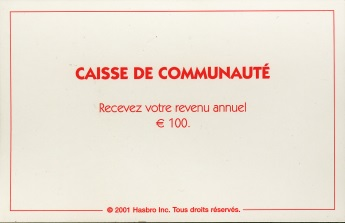 CAISSE DE COMMUNAUTÉ
Recevez votre revenu annuel
€ 100.
© 2001 Hasbro Inc. Tous droits réservés.